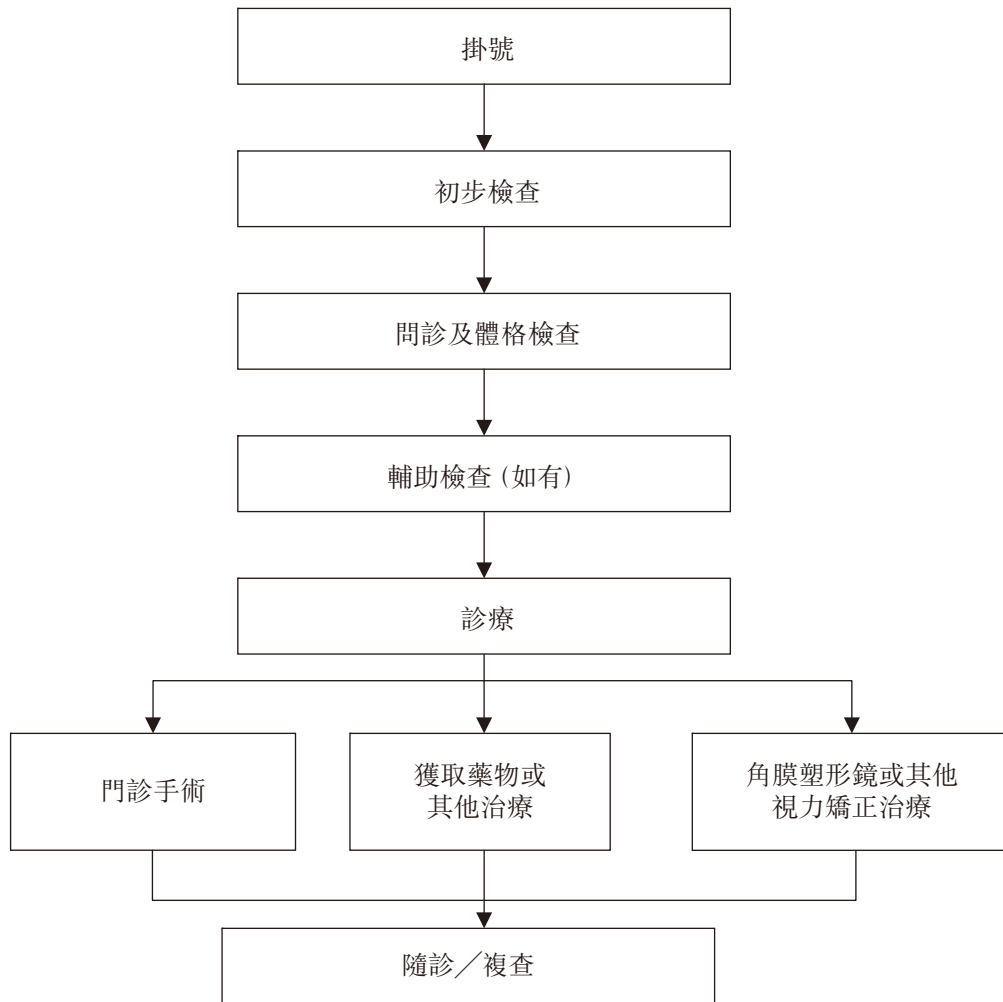 掛號
初步檢查
問診及體格檢查
輔助檢查（如有）
診療
門診手術
獲取藥物或
其他治療
角膜塑形鏡或其他
視力矯正治療
隨診╱複查